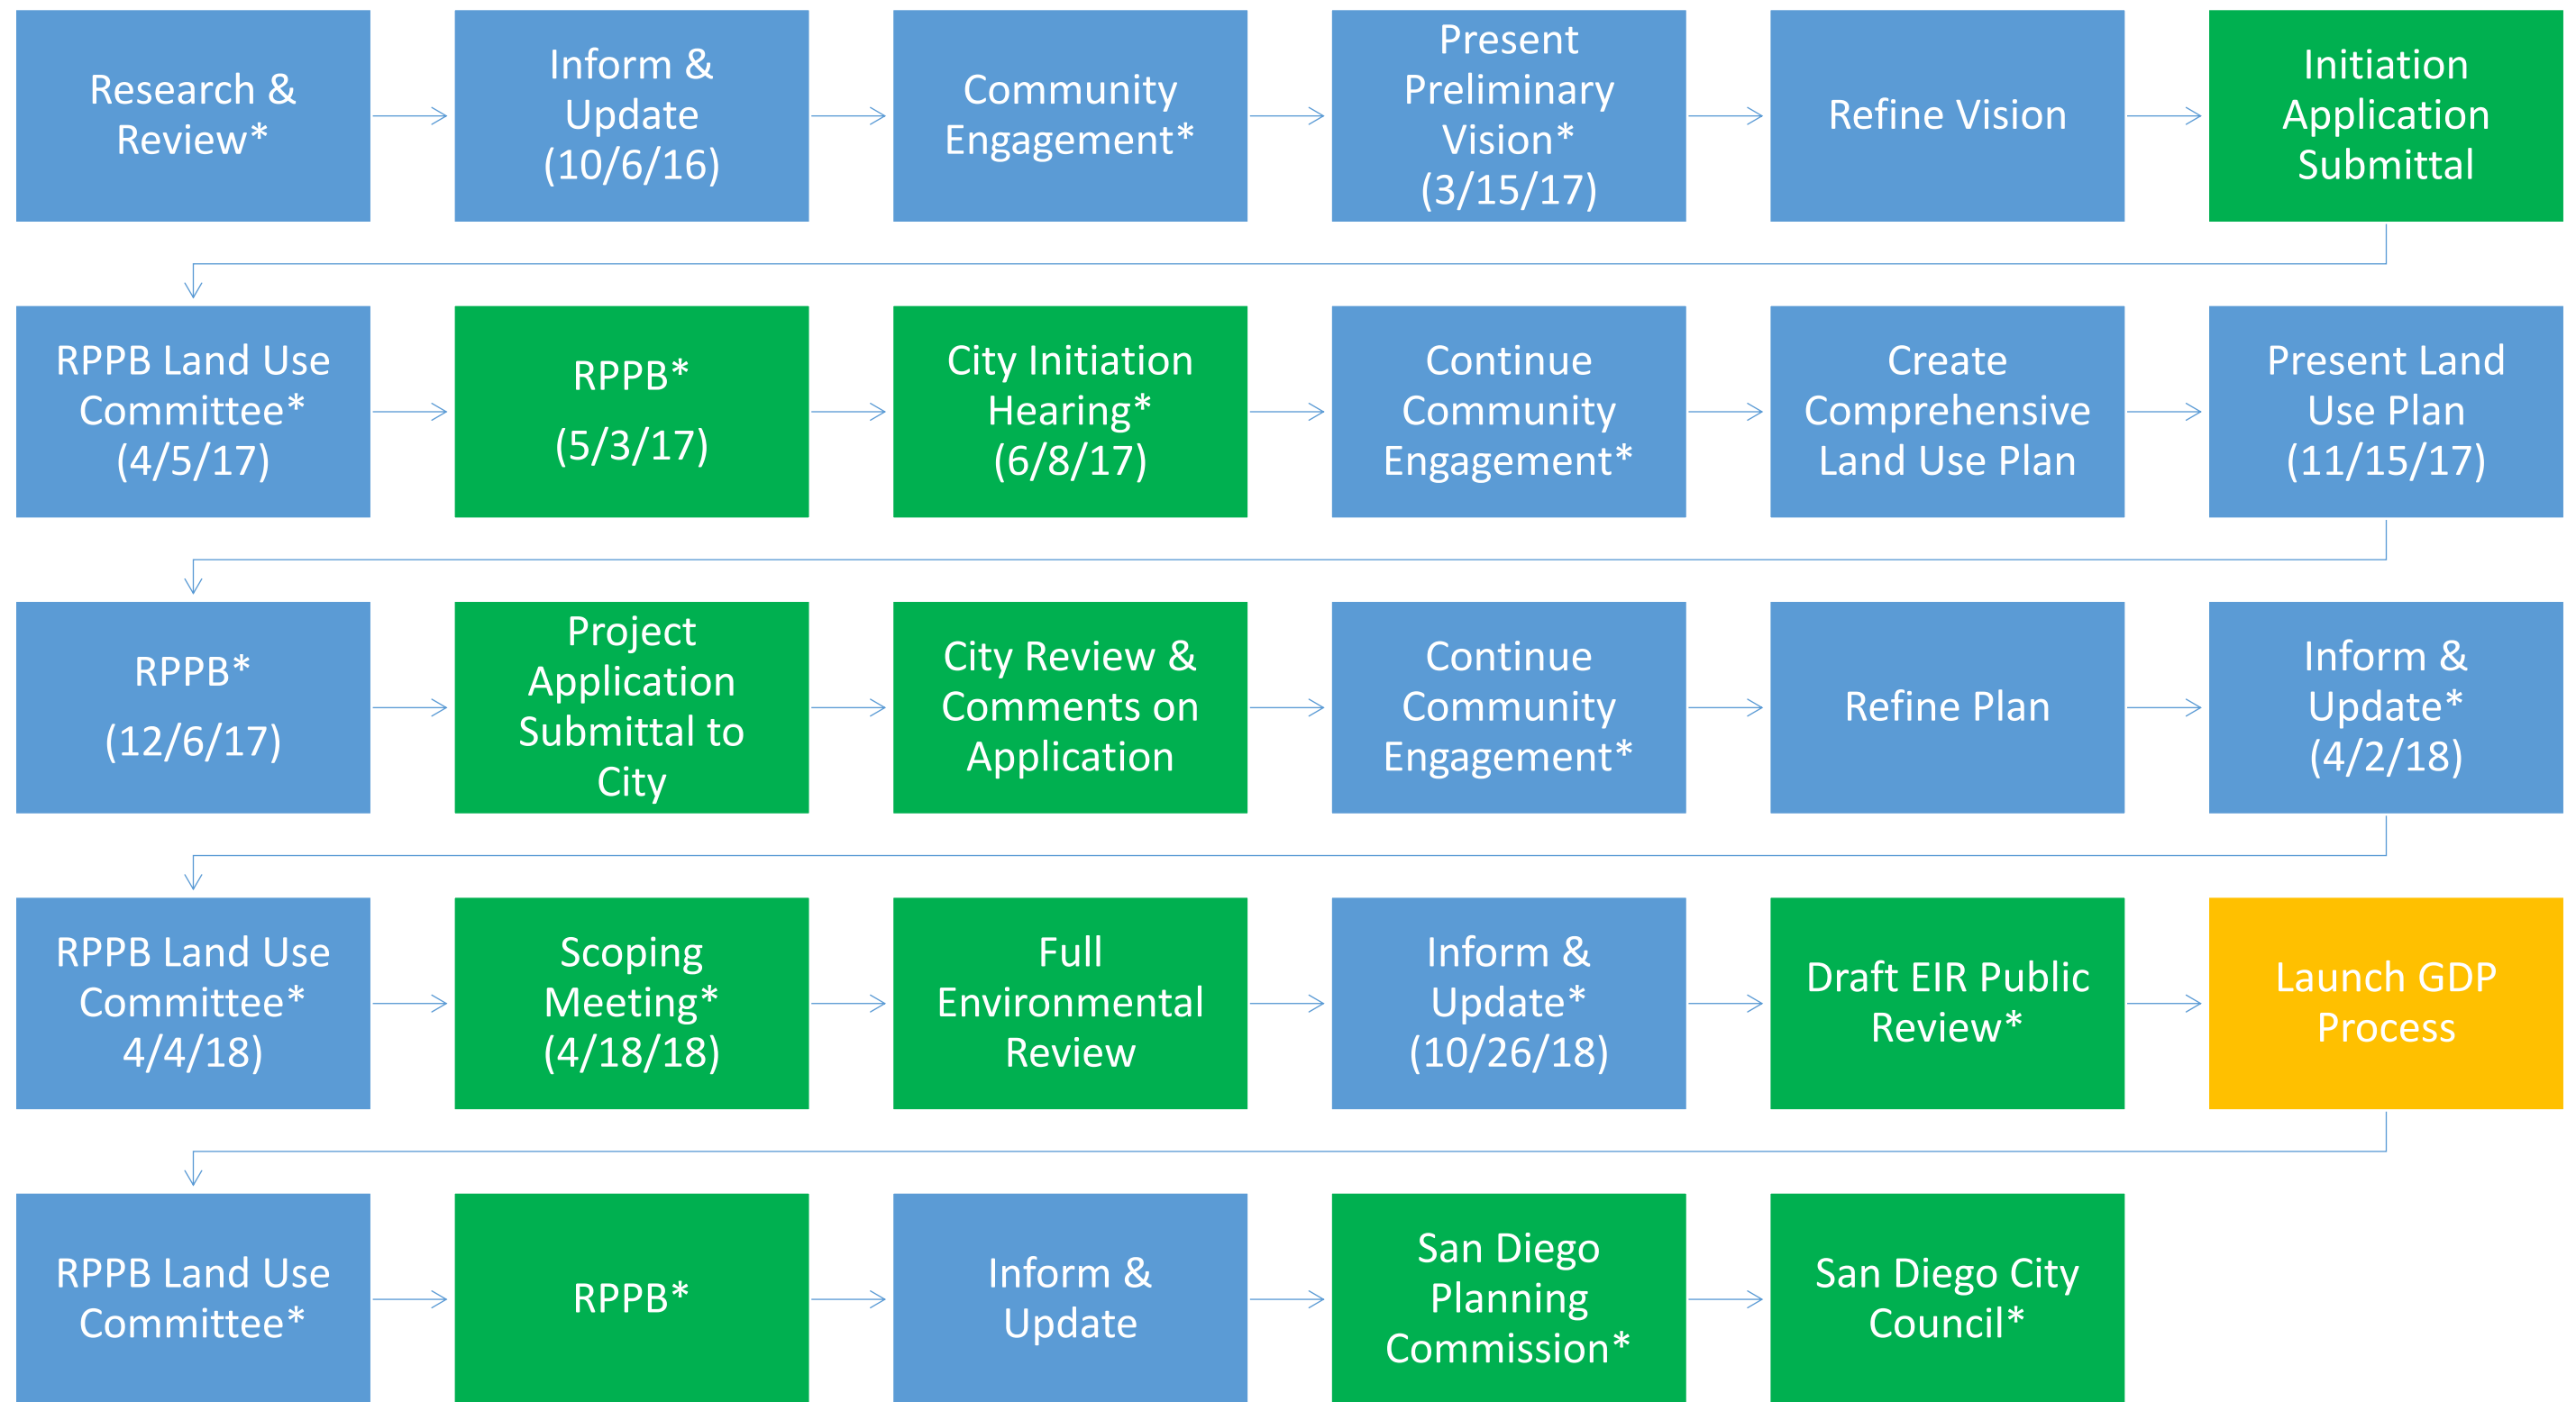 Research &
Review*
Inform &
Update
(10/6/16)
Community
Engagement*
Present
Preliminary
Vision*
(3/15/17)
Refine Vision
Initiation
Application
Submittal
RPPB Land Use
Committee*
(4/5/17)
RPPB*
(5/3/17)
City Initiation
Hearing*
(6/8/17)
Continue
Community
Engagement*
Create
Comprehensive
Land Use Plan
Present Land
Use Plan
(11/15/17)
RPPB*
(12/6/17)
Project
Application
Submittal to
City
City Review &
Comments on
Application
Continue
Community
Engagement*
Refine Plan
Inform &
Update*
(4/2/18)
RPPB Land Use
Committee*
4/4/18)
Scoping
Meeting*
(4/18/18)
Full
Environmental
Review
Inform &
Update*
(10/26/18)
Draft EIR Public
Review*
Launch GDP
Process
RPPB Land Use
Committee*
RPPB*
Inform &
Update
San Diego
Planning
Commission*
San Diego City
Council*